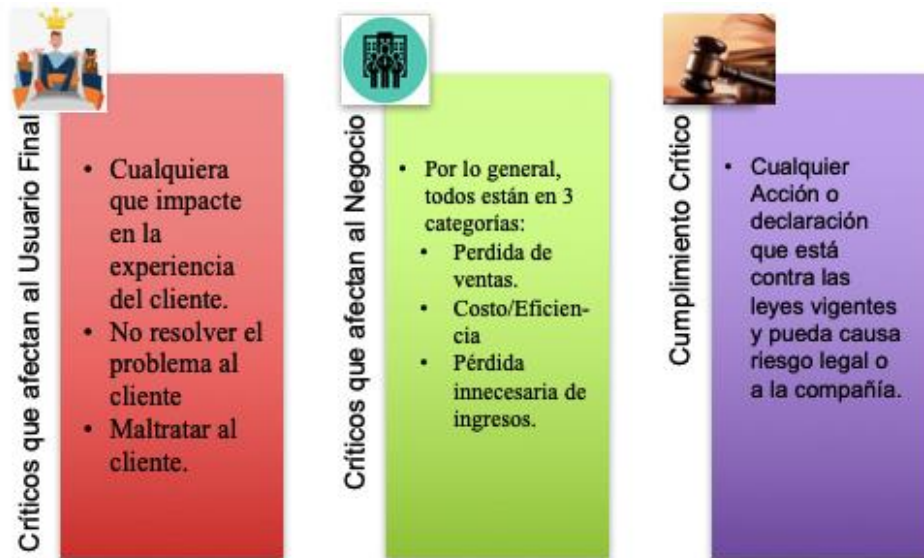 Críticos que afectan al Usuario Final
• Cualquiera
que impacte
en la
experiencia
del cliente.
• No resolver el
problema al
cliente
• Maltratar al
cliente.
Críticos que afectan al Negocio
• Por lo general,
todos están en 3
categorías:
• Perdida de
ventas.
• Costo/Eficien-
cia
• Pérdida
innecesaria de
ingresos.
Cumplimiento Crítico
• Cualquier
Acción o
declaración
que está
contra las
leyes vigentes
y pueda causa
riesgo legal o
a la compañía.